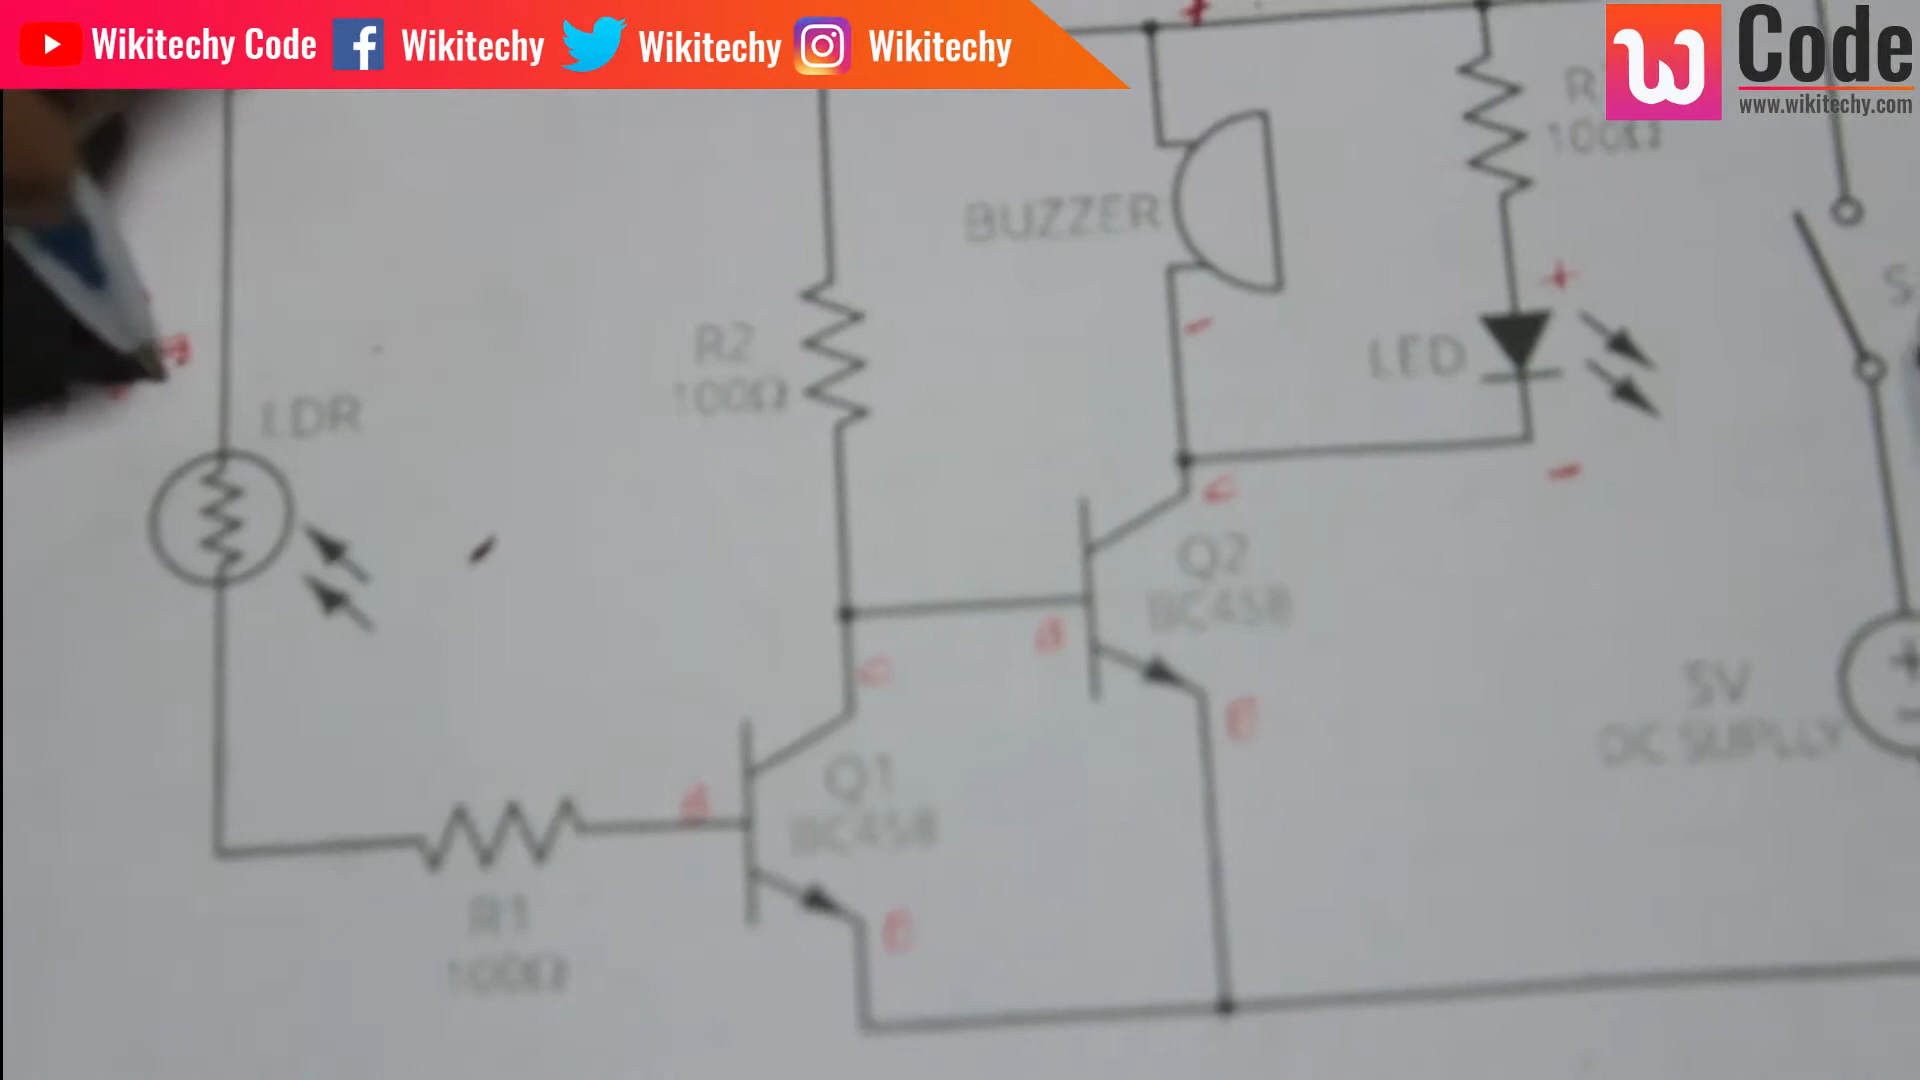 Wikitechy Code
Wikitechy
Wikitechy
Wikitechy
W Code
www.wikitechy.com
+
R
100Ω
BUZZER
-
+
LED
-
R2
100Ω
LDR
C
Q2
BC458
B
E
C
Q1
BC458
B
E
R1
100Ω
S
5V
DC SUPLLY
+
-